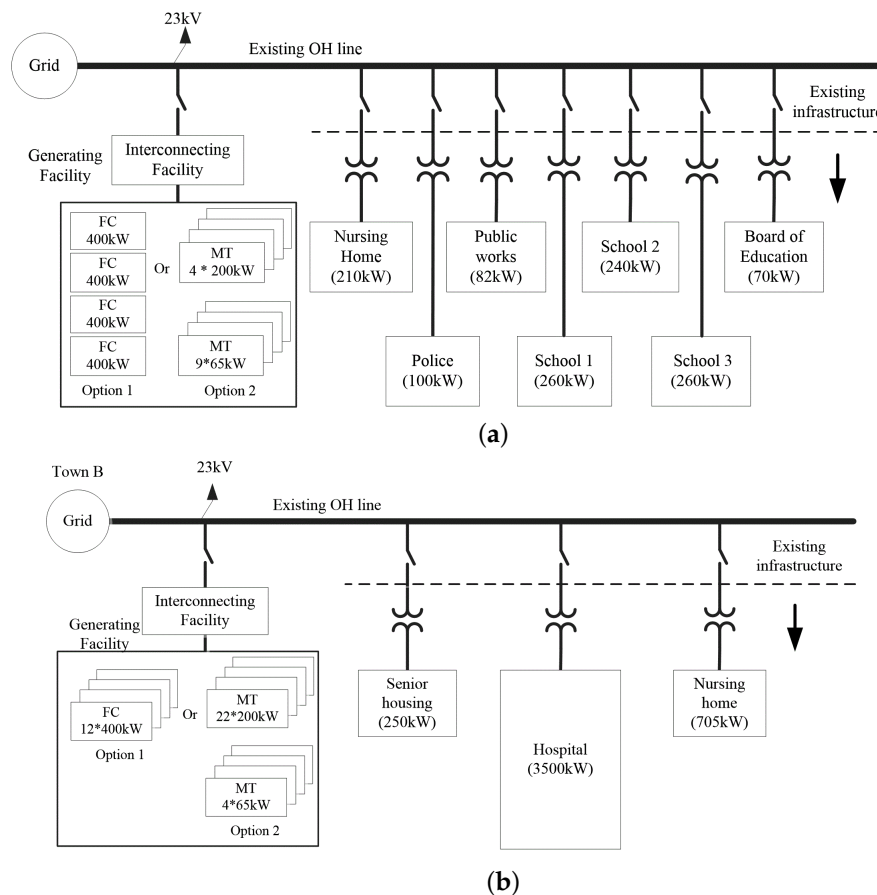 23kV
Existing OH line
Grid
Existing
infrastructure
Generating
Facility
Interconnecting
Facility
FC
400kW
FC
400kW
FC
400kW
FC
400kW
Option 1
Or
MT
4 * 200kW
MT
9*65kW
Option 2
Nursing
Home
(210kW)
Public
works
(82kW)
School 2
(240kW)
Board of
Education
(70kW)
Police
(100kW)
School 1
(260kW)
School 3
(260kW)
(a)
Town B
23kV
Existing OH line
Grid
Existing
infrastructure
Interconnecting
Facility
Generating
Facility
FC
12*400kW
Option 1
Or
MT
22*200kW
MT
4*65kW
Option 2
Senior
housing
(250kW)
Hospital
(3500kW)
Nursing
home
(705kW)
(b)